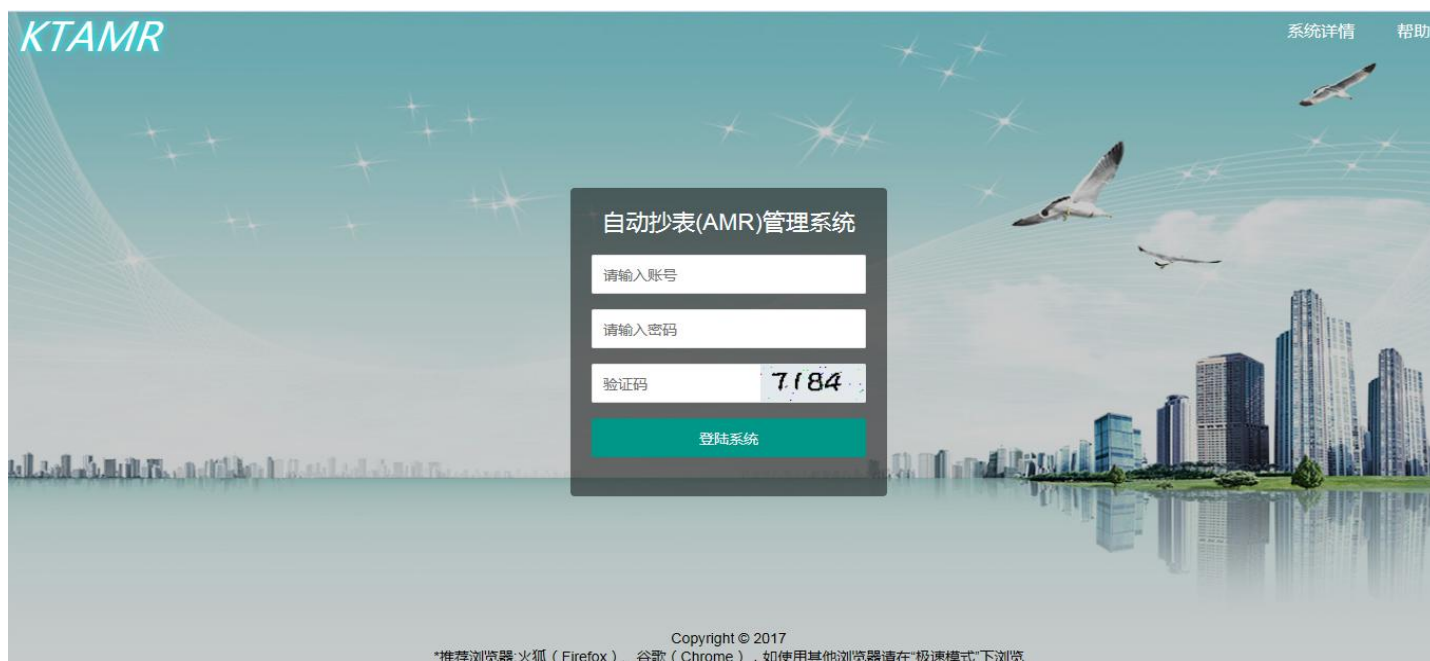 KTAMR
系统详情 帮助
自动抄表(AMR)管理系统
请输入账号
请输入密码
验证码 7184
登陆系统
Copyright © 2017
*推荐浏览器:火狐（Firefox）、谷歌（Chrome），如使用其他浏览器请在“极速模式”下浏览